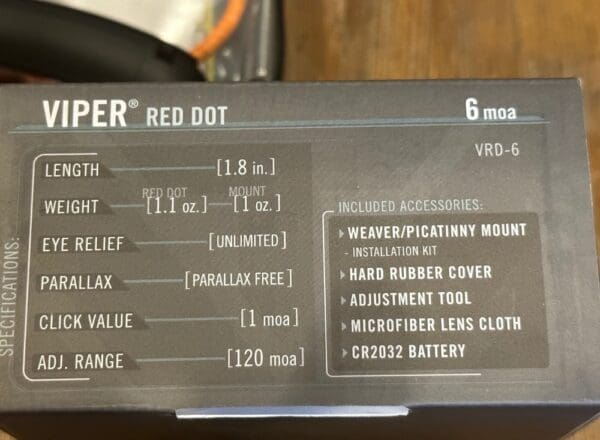 VIPER® RED DOT
6 moa
VRD-6
SPECIFICATIONS:
LENGTH [1.8 in.]
RED DOT MOUNT
WEIGHT [1.1 oz.] [1 oz.]
EYE RELIEF [UNLIMITED]
PARALLAX [PARALLAX FREE]
CLICK VALUE [1 moa]
ADJ. RANGE [120 moa]
INCLUDED ACCESSORIES:
WEAVER/PICATINNY MOUNT
- INSTALLATION KIT
HARD RUBBER COVER
ADJUSTMENT TOOL
MICROFIBER LENS CLOTH
CR2032 BATTERY